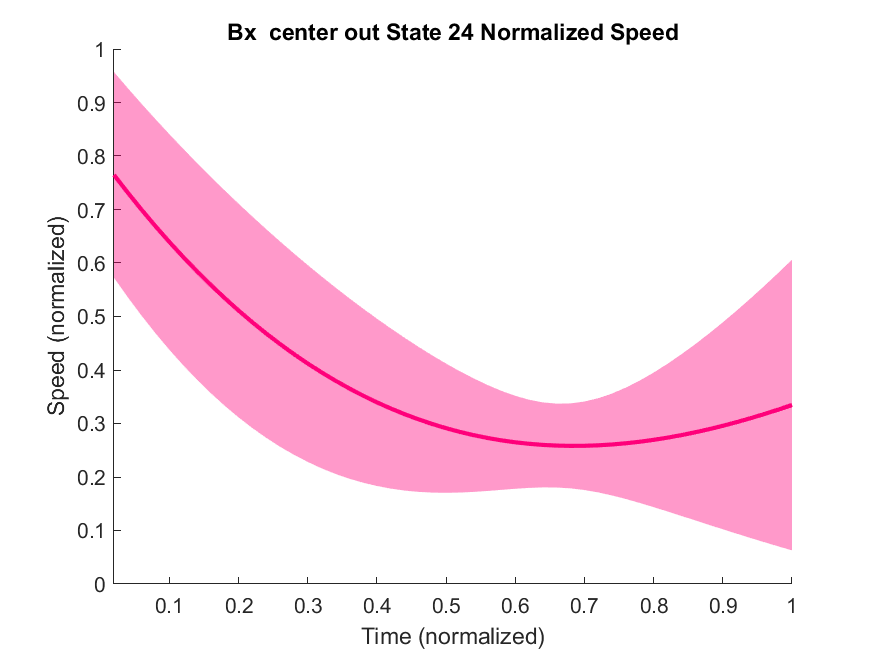 Bx  center out State 24 Normalized Speed
1
0.9
0.8
0.7
0.6
0.5
0.4
0.3
0.2
0.1
0
Speed (normalized)
0.1 0.2 0.3 0.4 0.5 0.6 0.7 0.8 0.9 1
Time (normalized)